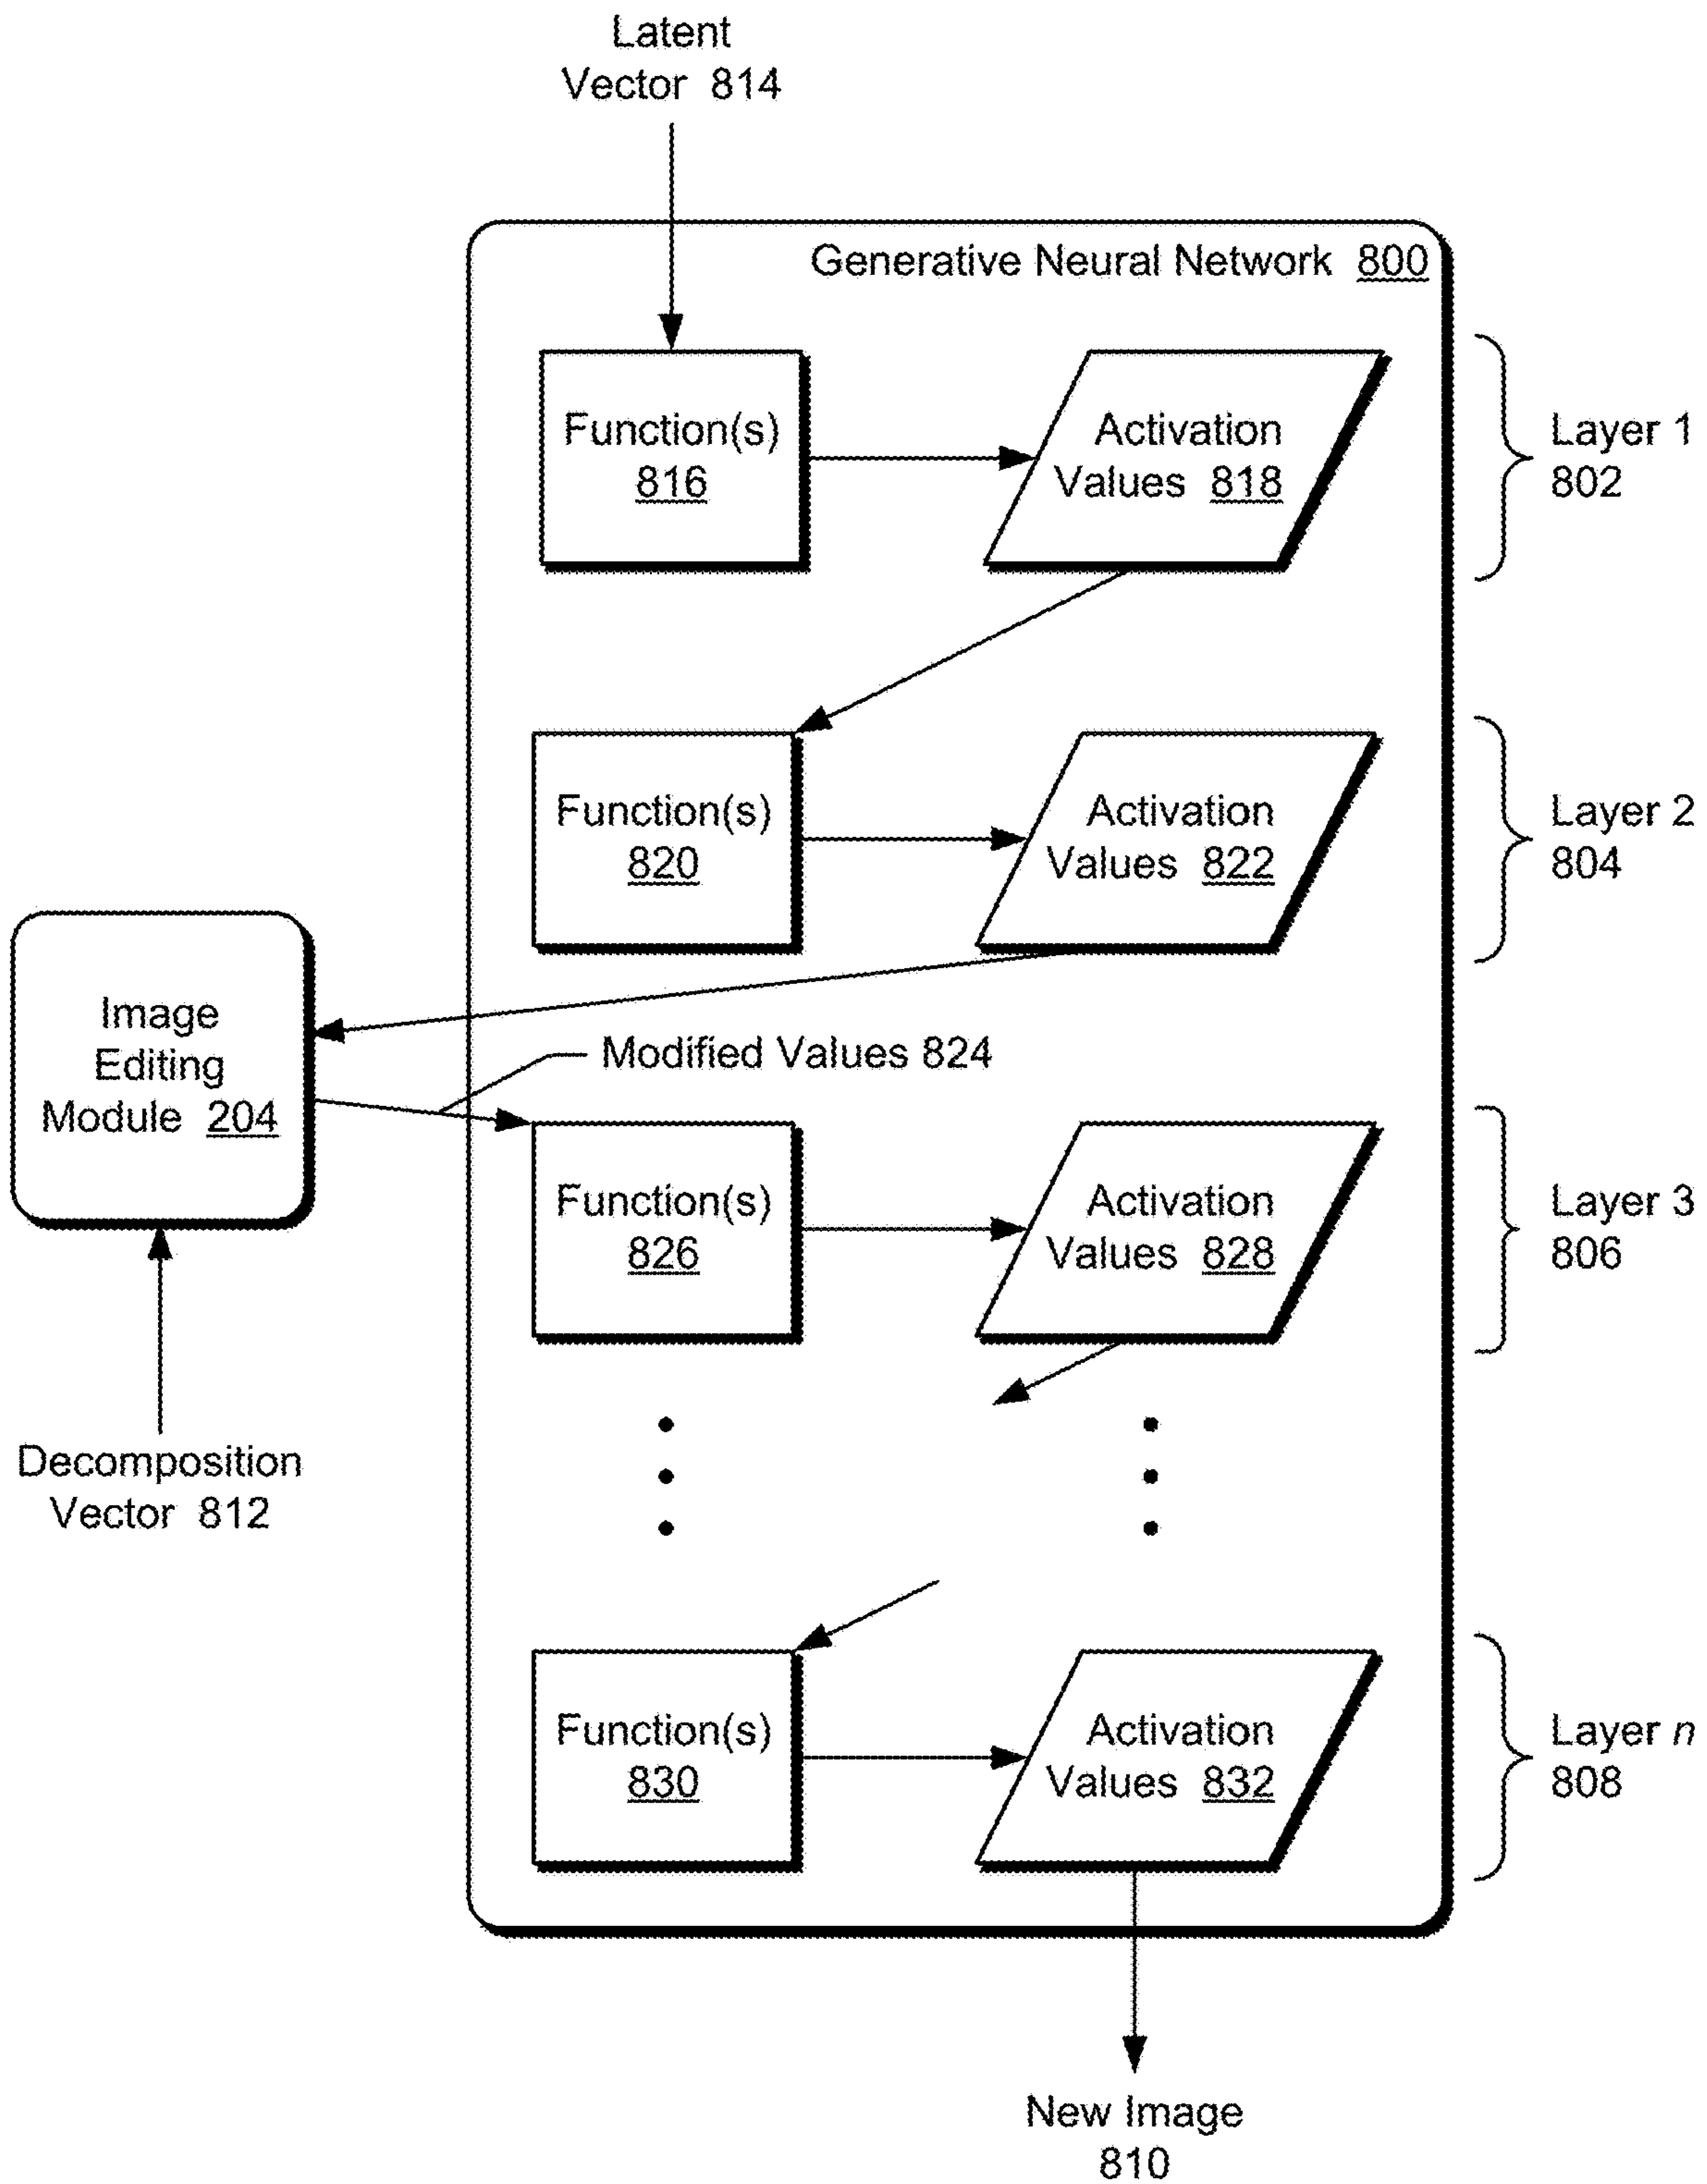 Latent
Vector 814
Generative Neural Network 800
Function(s)
816
Activation
Values 818
Layer 1
802
Function(s)
820
Activation
Values 822
Layer 2
804
Image
Editing
Module 204
Modified Values 824
Function(s)
826
Activation
Values 828
Layer 3
806
Decomposition
Vector 812
Function(s)
830
Activation
Values 832
Layer n
808
New Image
810